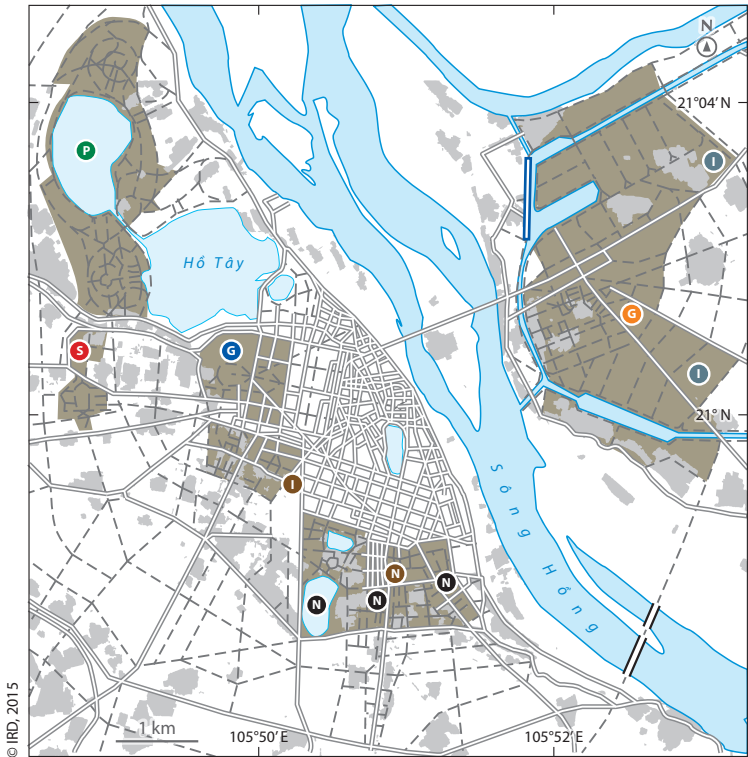 N
21°04' N
P
I
Hồ Tây
G
S
G
I
21° N
I
Sông Hồng
N
N
N
N
1 km
105°50' E
105°52' E
© IRD, 2015